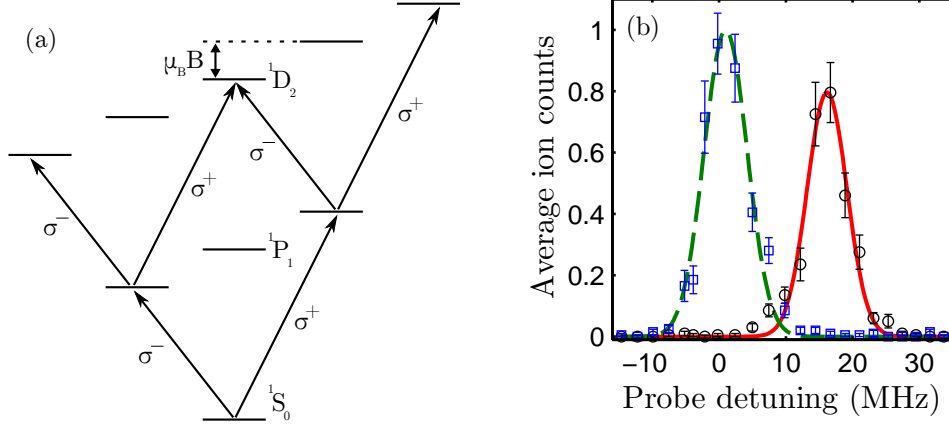 (a)
μ_B B
¹D₂
σ⁺
σ⁻
σ⁺
σ⁻
¹P₁
σ⁺
σ⁻
¹S₀
(b)
Average ion counts
1
0.8
0.6
0.4
0.2
0
−10 0 10 20 30
Probe detuning (MHz)